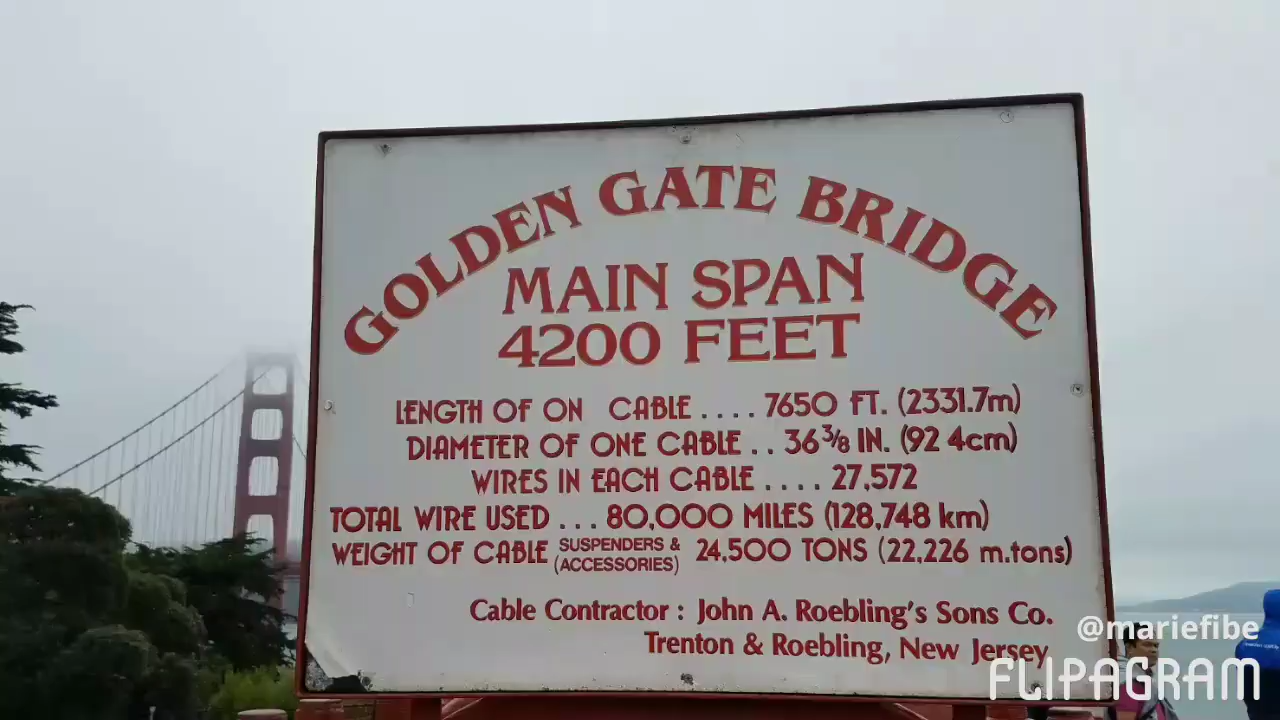 GOLDEN GATE BRIDGE
MAIN SPAN
4200 FEET
LENGTH OF ON CABLE .... 7650 FT. (2331.7m)
DIAMETER OF ONE CABLE .. 36 3/8 IN. (92 4cm)
WIRES IN EACH CABLE .... 27,572
TOTAL WIRE USED ... 80,000 MILES (128,748 km)
WEIGHT OF CABLE SUSPENDERS & (ACCESSORIES) 24,500 TONS (22,226 m.tons)
Cable Contractor : John A. Roebling's Sons Co.
Trenton & Roebling, New Jersey
@mariefibe
FLIPAGRAM